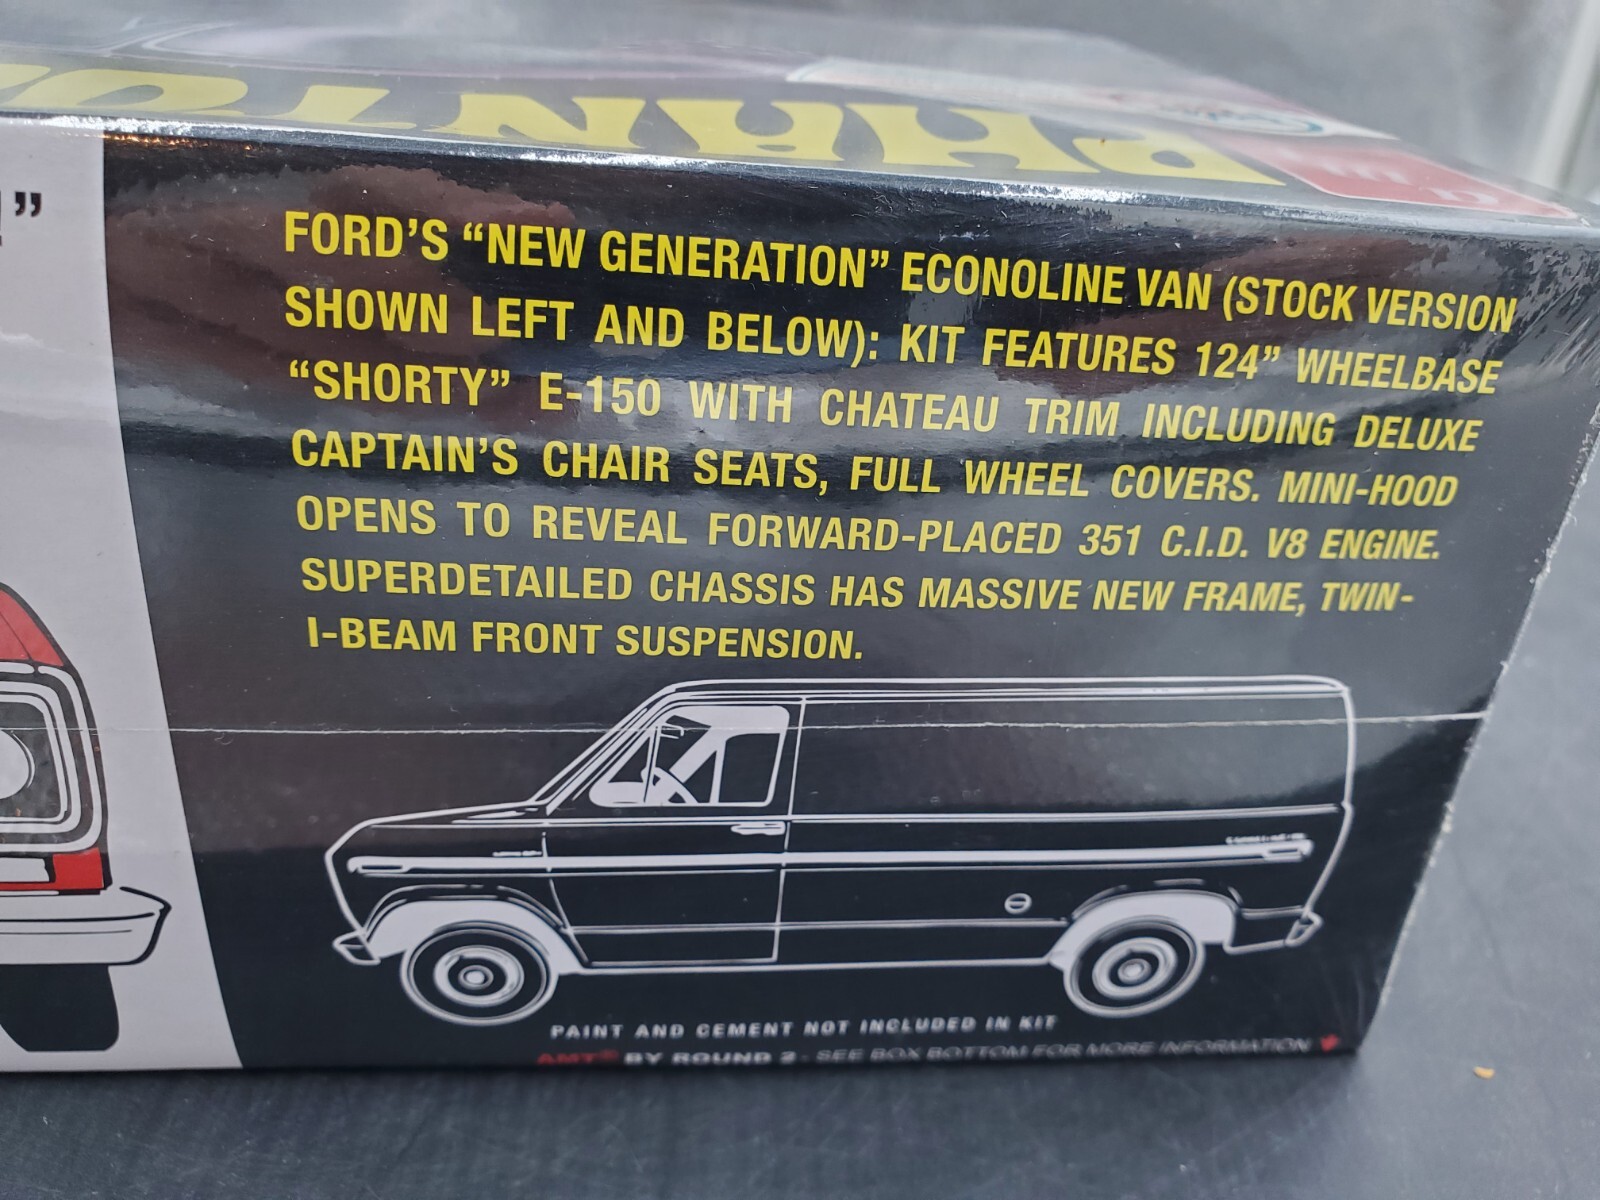 PHANTO
!”
FORD’S “NEW GENERATION” ECONOLINE VAN (STOCK VERSION
SHOWN LEFT AND BELOW): KIT FEATURES 124” WHEELBASE
“SHORTY” E-150 WITH CHATEAU TRIM INCLUDING DELUXE
CAPTAIN’S CHAIR SEATS, FULL WHEEL COVERS. MINI-HOOD
OPENS TO REVEAL FORWARD-PLACED 351 C.I.D. V8 ENGINE.
SUPERDETAILED CHASSIS HAS MASSIVE NEW FRAME, TWIN-
I-BEAM FRONT SUSPENSION.
PAINT AND CEMENT NOT INCLUDED IN KIT
AMT® BY ROUND 2 - SEE BOX BOTTOM FOR MORE INFORMATION